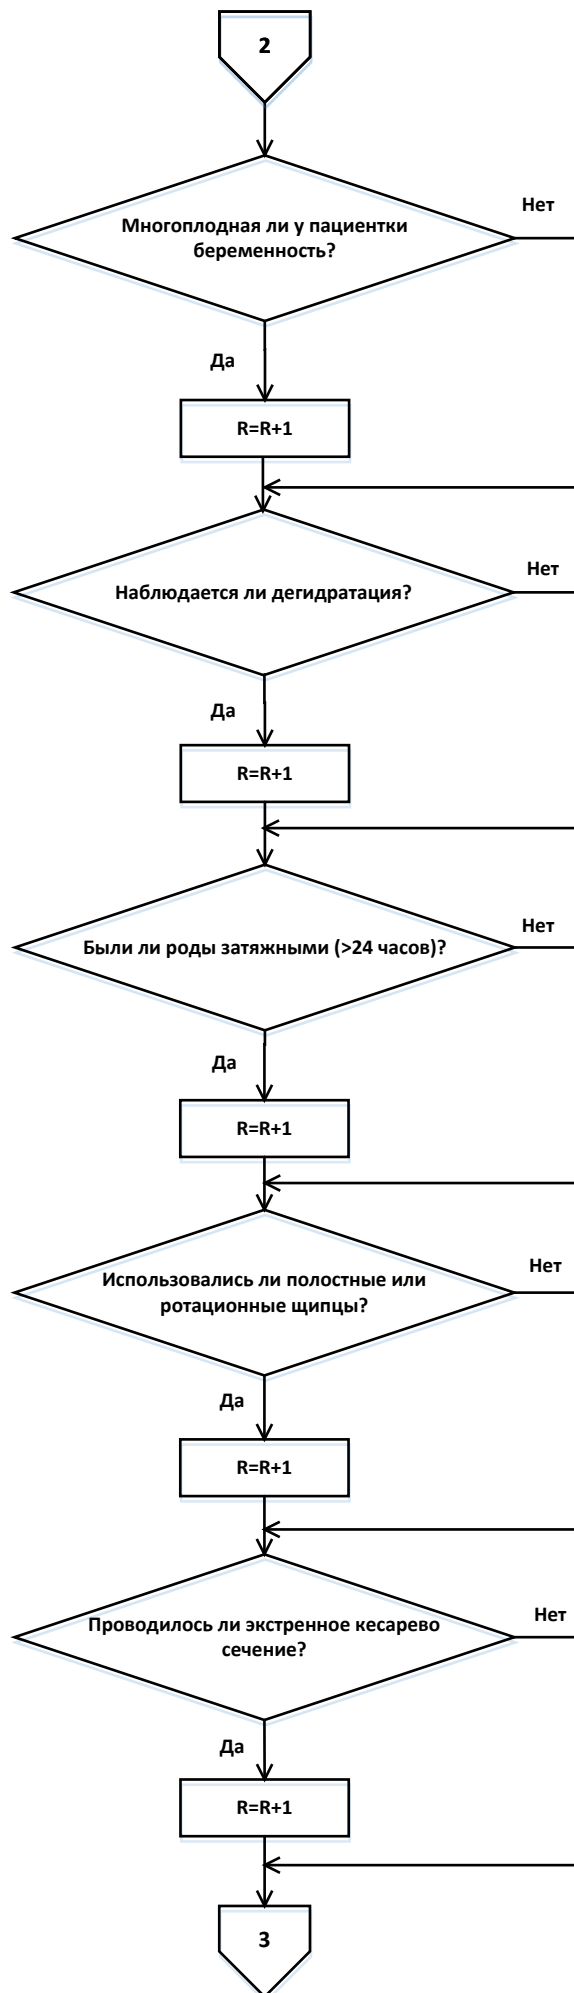 2
Многоплодная ли у пациентки
беременность?
Нет
Да
R=R+1
Наблюдается ли дегидратация?
Нет
Да
R=R+1
Были ли роды затяжными (>24 часов)?
Нет
Да
R=R+1
Использовались ли полостные или
ротационные щипцы?
Нет
Да
R=R+1
Проводилось ли экстренное кесарево
сечение?
Нет
Да
R=R+1
3